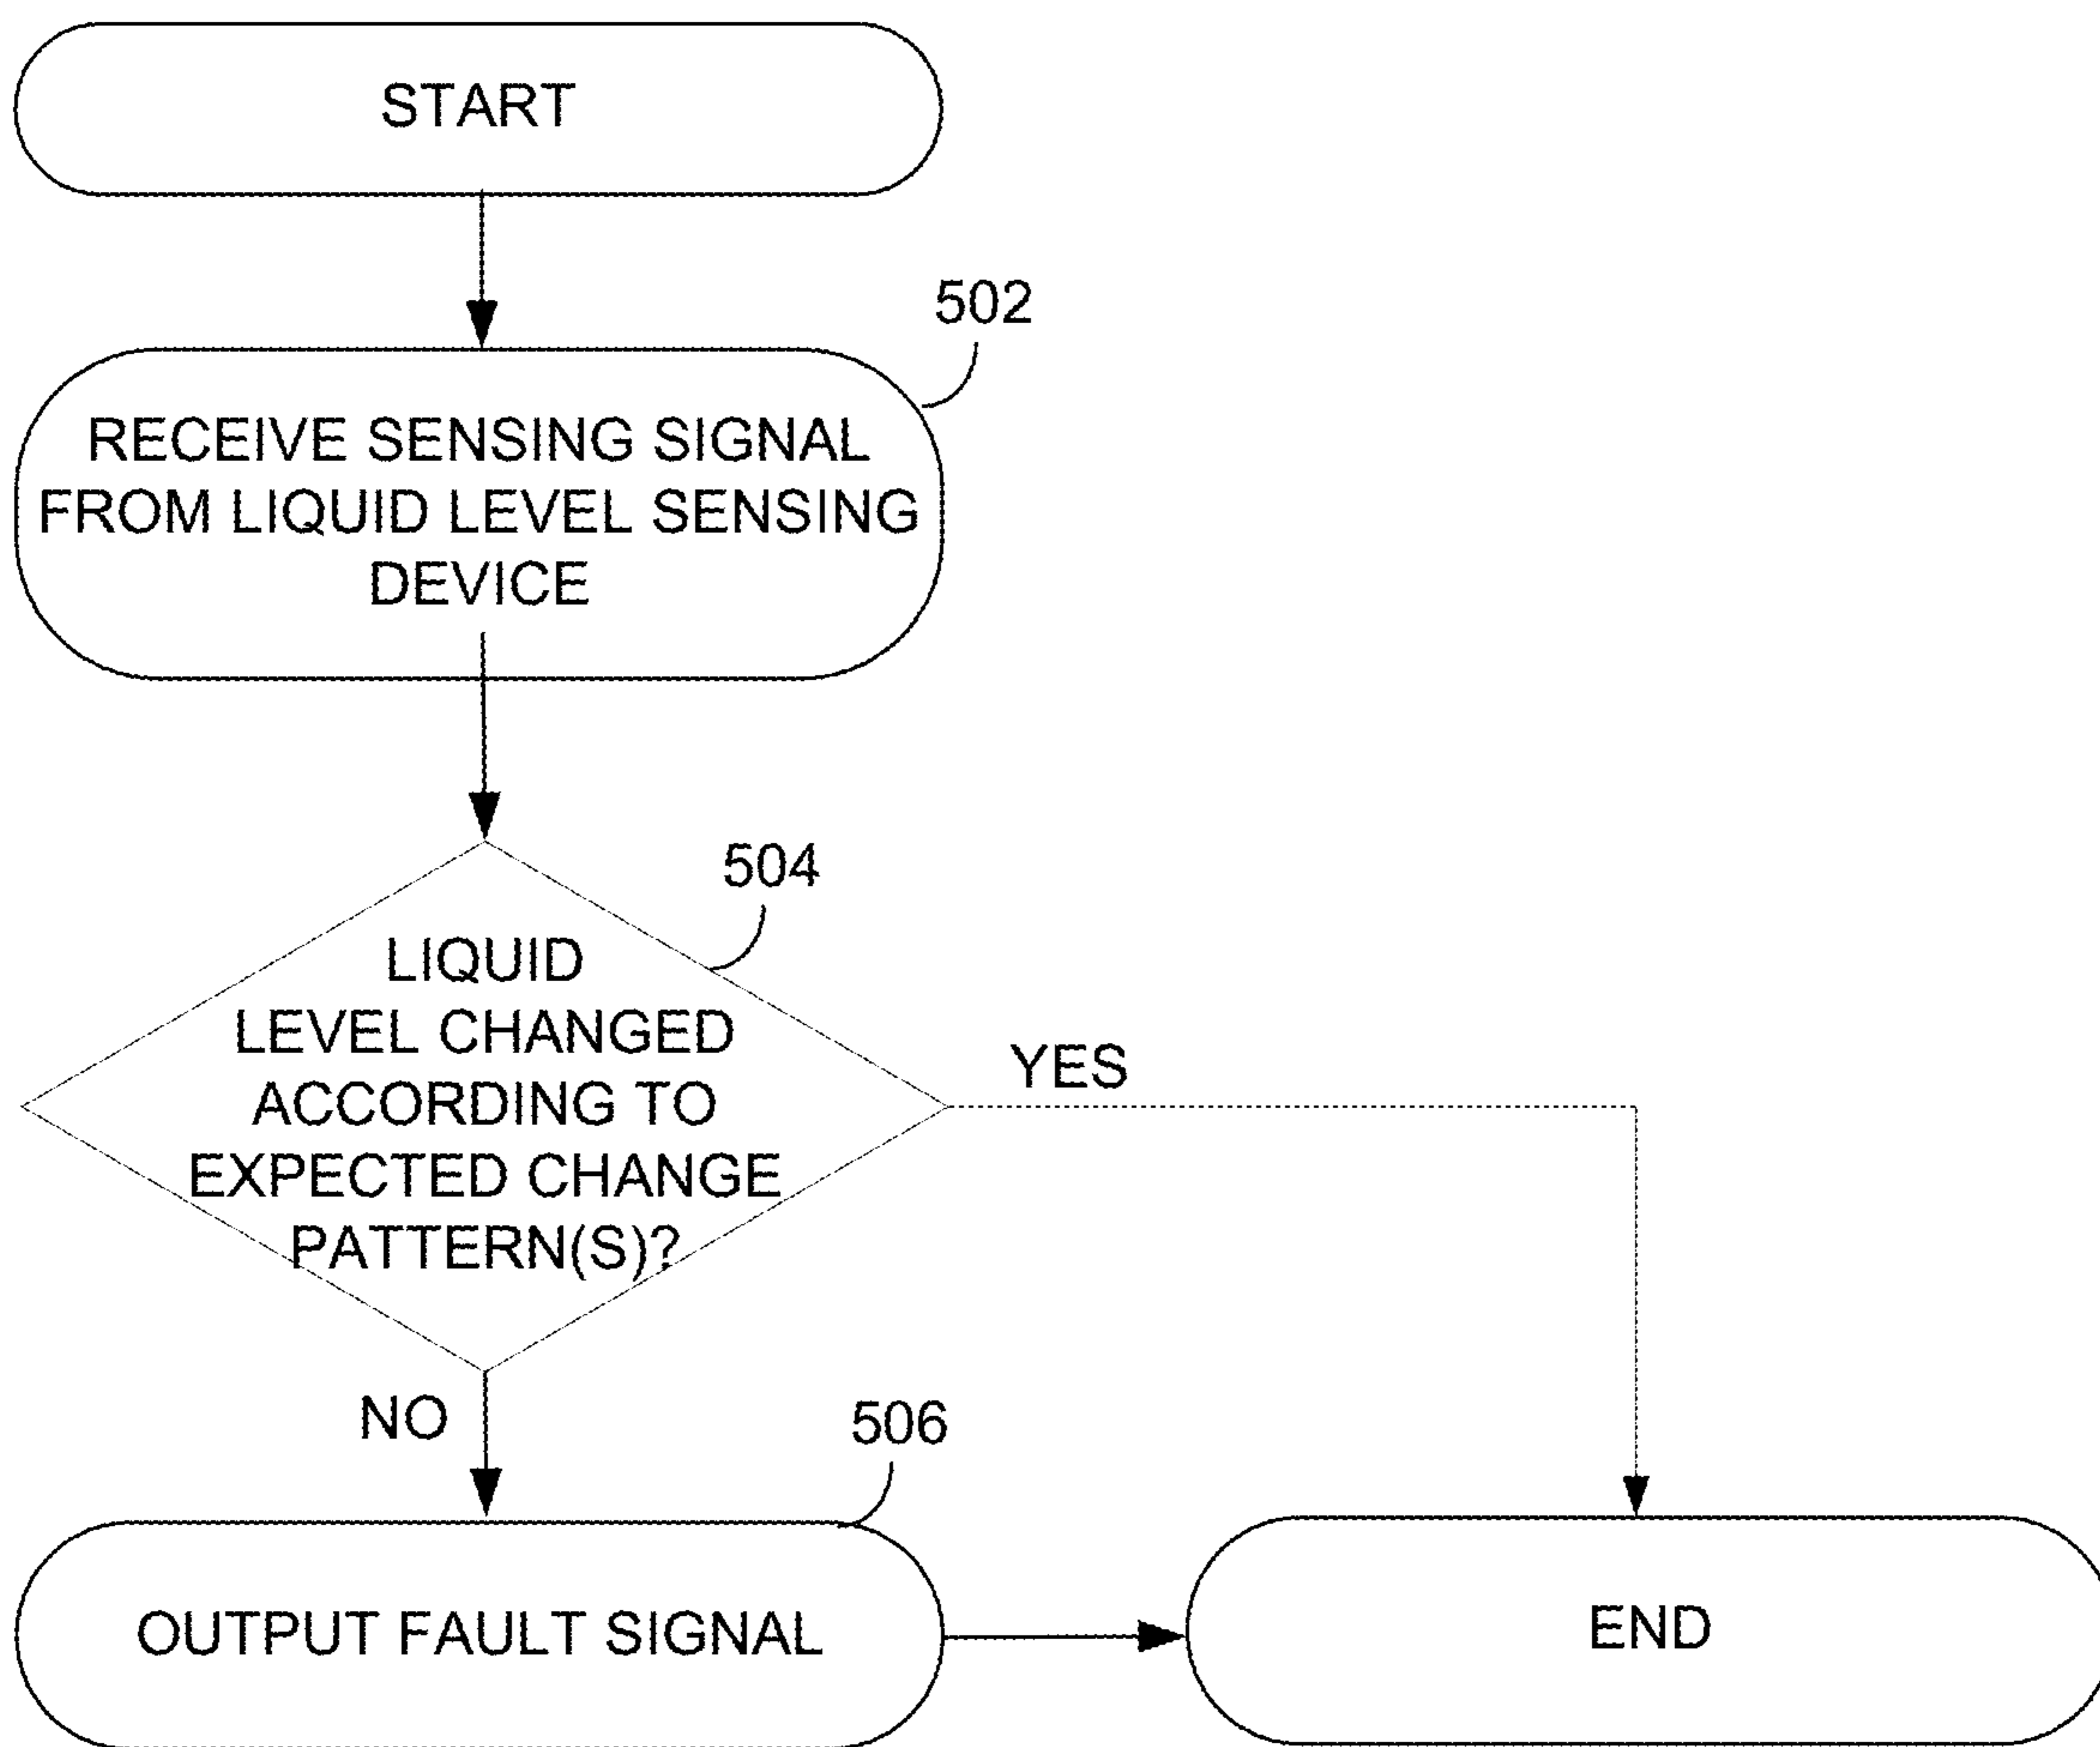 START
502
RECEIVE SENSING SIGNAL
FROM LIQUID LEVEL SENSING
DEVICE
504
LIQUID
LEVEL CHANGED
ACCORDING TO
EXPECTED CHANGE
PATTERN(S)?
YES
NO
506
OUTPUT FAULT SIGNAL
END